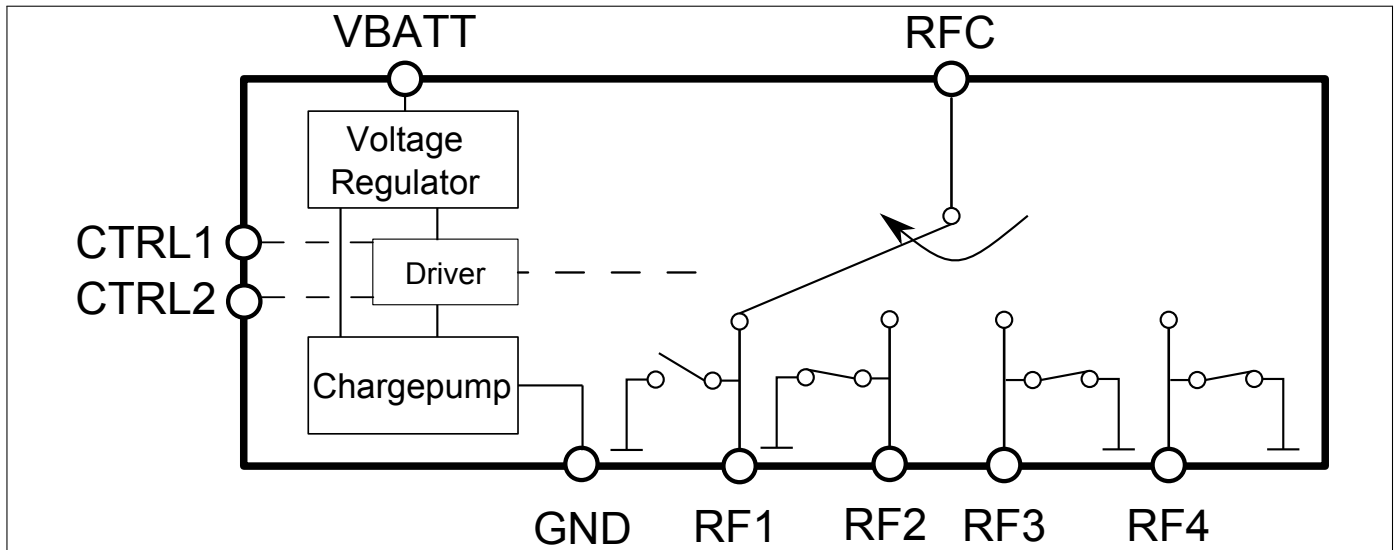 VBATT
RFC
Voltage
Regulator
CTRL1
Driver
CTRL2
Chargepump
GND
RF1
RF2
RF3
RF4